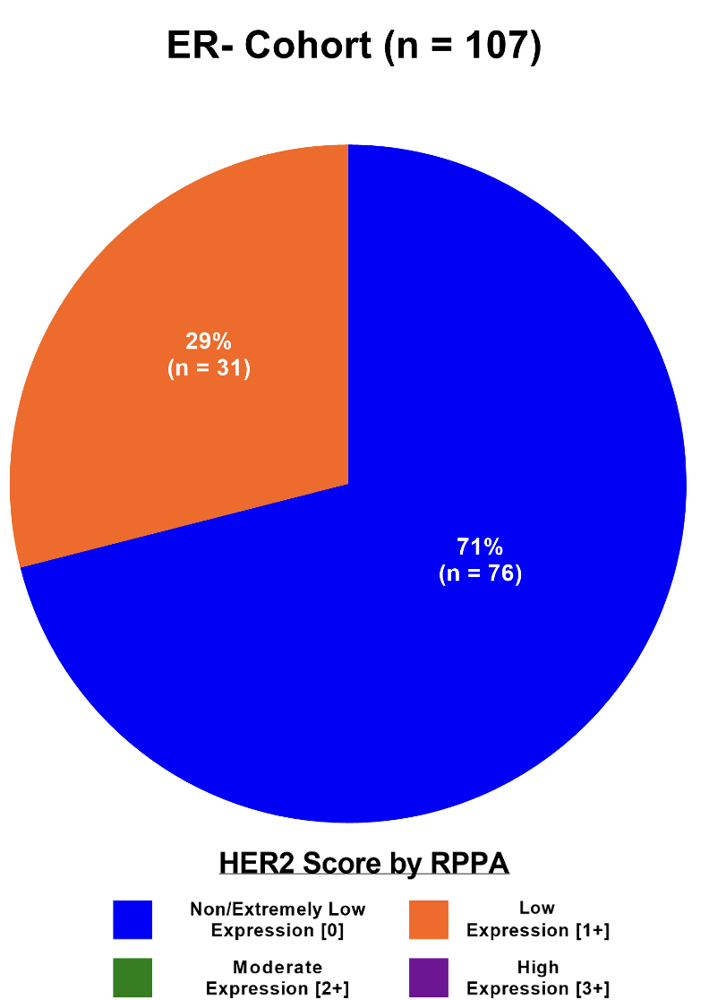 ER- Cohort (n = 107)
29%
(n = 31)
71%
(n = 76)
HER2 Score by RPPA
Non/Extremely Low
Expression [0]
Low
Expression [1+]
Moderate
Expression [2+]
High
Expression [3+]